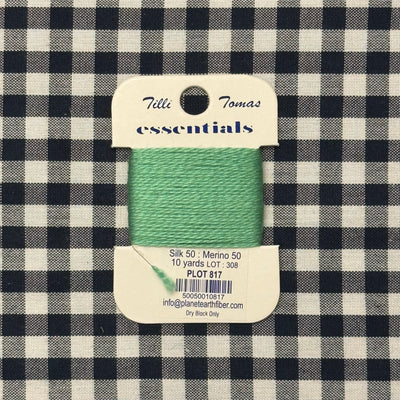 Tilli Tomas
essentials
Silk 50 : Merino 50
10 yards LOT : 308
PLOT 817
50050010817
info@planetearthfiber.com
Dry Block Only